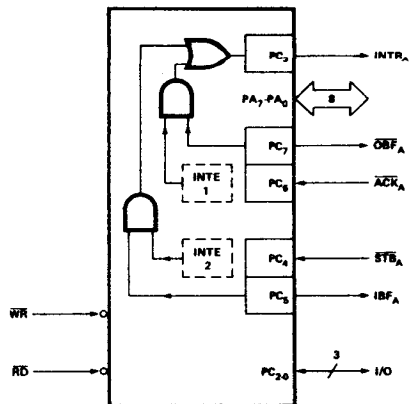 PC₃ INTRA
PA₇-PA₀ 8
PC₇ OBFA
INTE 1
PC₆ ACKA
INTE 2
PC₄ STBA
PC₅ IBFA
WR
RD
PC₂-₀ 3 I/O